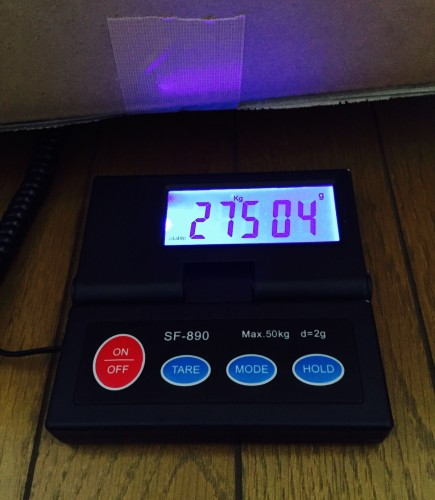 Kg g
27504
SF-890 Max.50kg d=2g
ON
OFF
TARE MODE HOLD